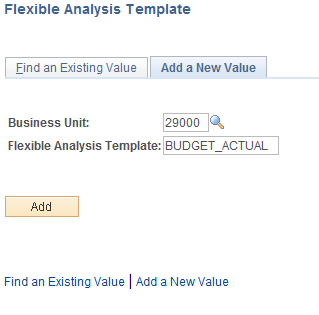 Flexible Analysis Template
Find an Existing Value Add a New Value
Business Unit: 29000
Flexible Analysis Template: BUDGET_ACTUAL
Add
Find an Existing Value | Add a New Value